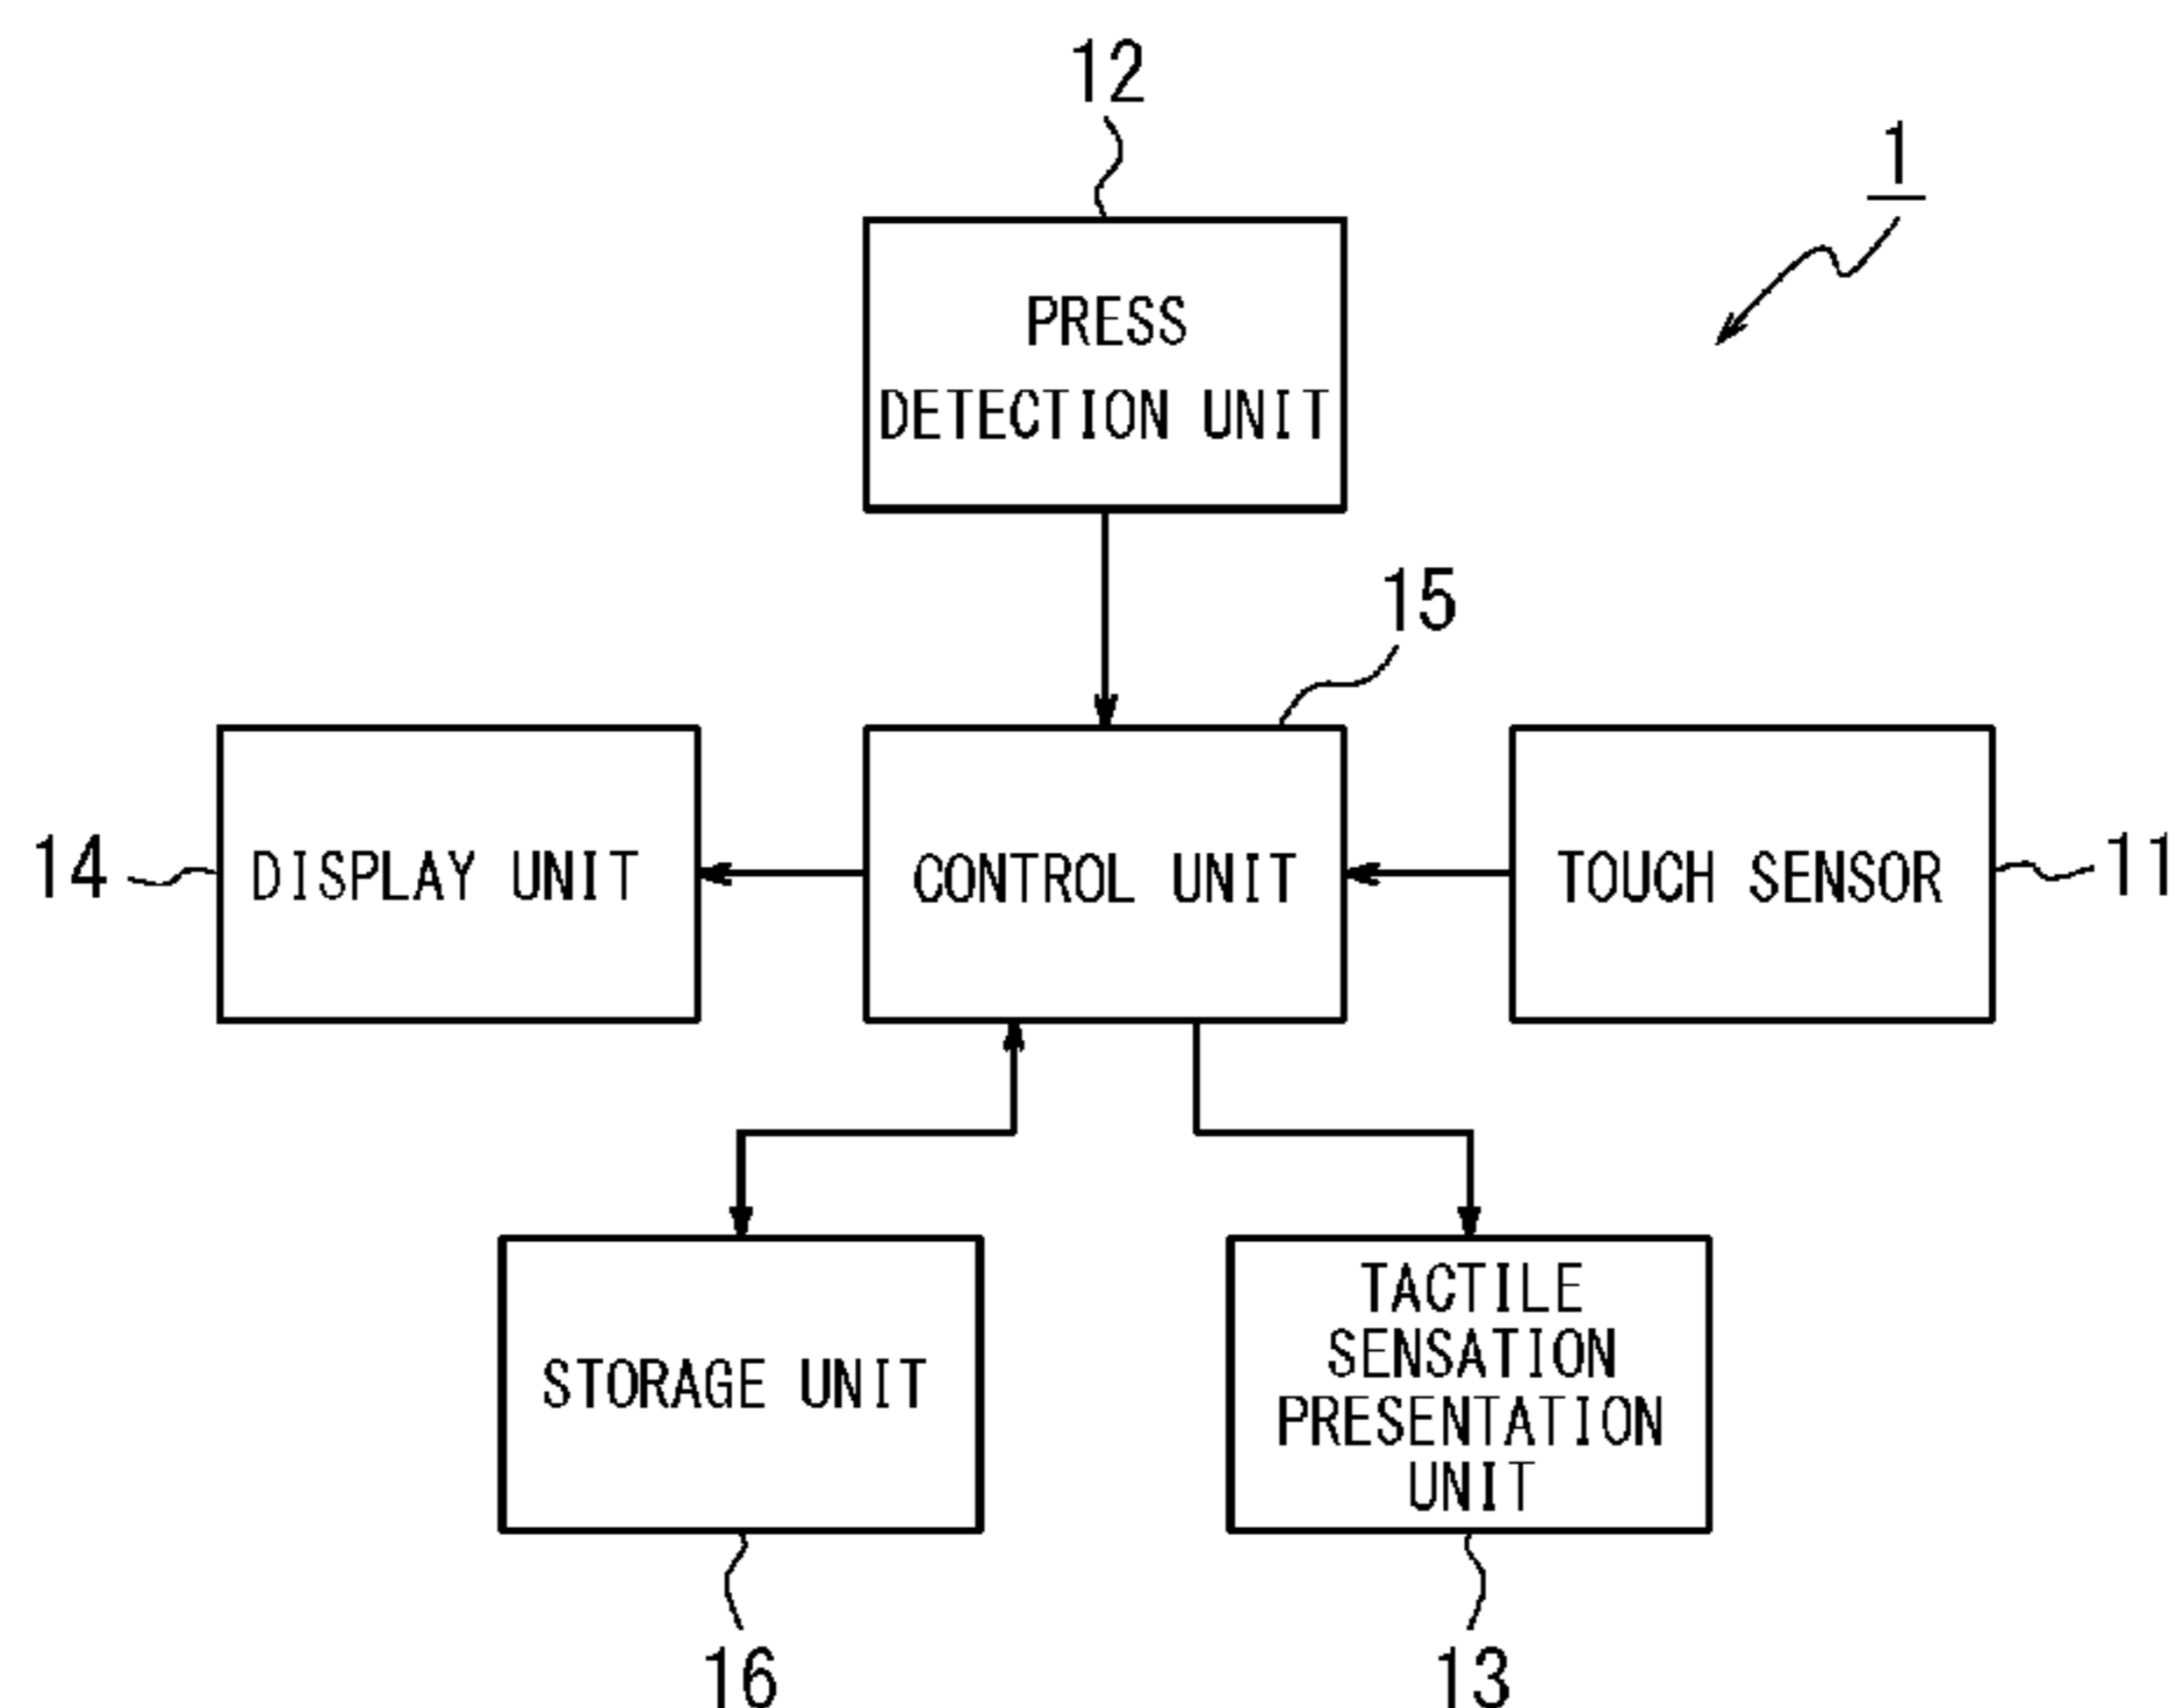 12
1
PRESS
DETECTION UNIT
15
14
DISPLAY UNIT
CONTROL UNIT
TOUCH SENSOR
11
STORAGE UNIT
TACTILE
SENSATION
PRESENTATION
UNIT
16
13